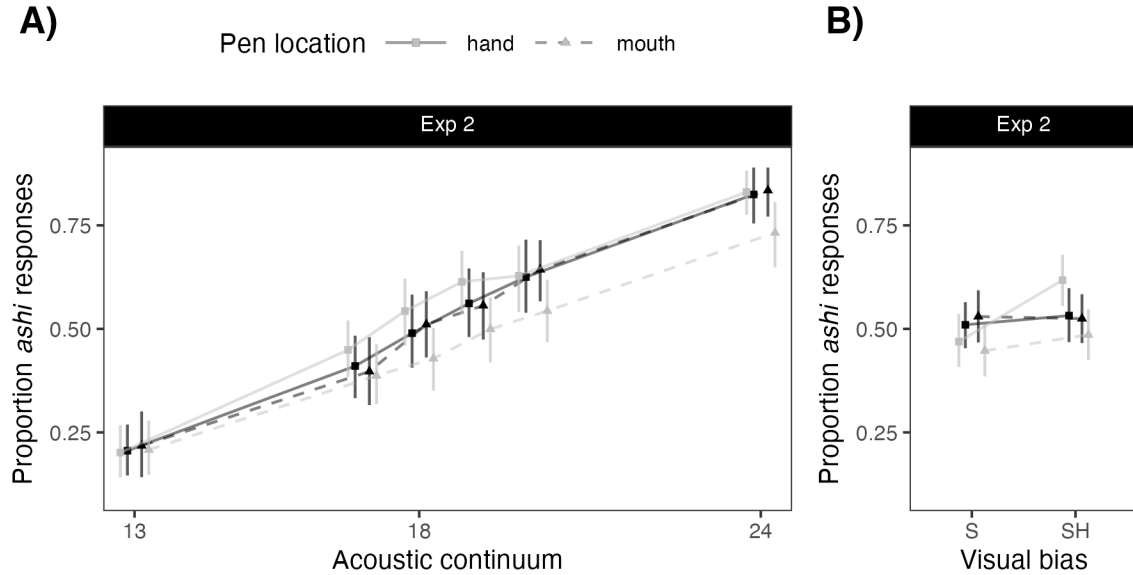 A)
B)
Pen location hand mouth
Exp 2
Exp 2
Proportion ashi responses
0.75
0.50
0.25
13 18 24
Acoustic continuum
Proportion ashi responses
0.75
0.50
0.25
S SH
Visual bias